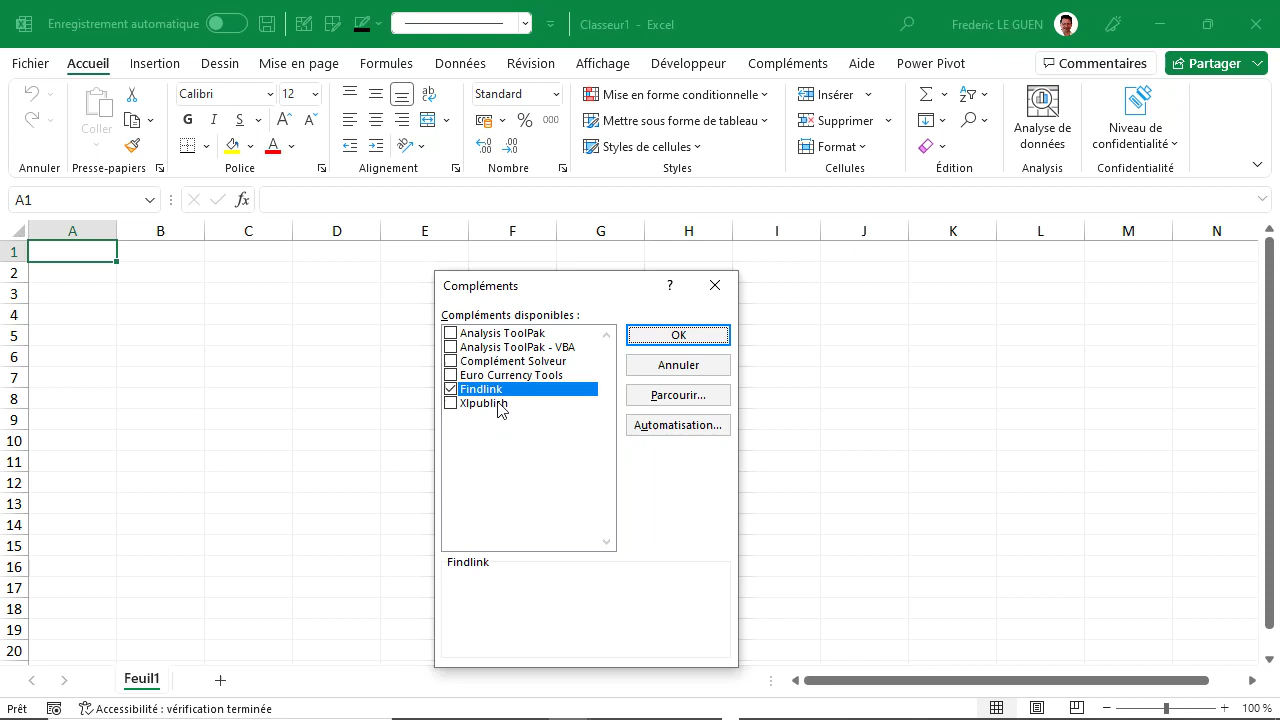 Enregistrement automatique
Classeur1 - Excel
Frederic LE GUEN
Fichier Accueil Insertion Dessin Mise en page Formules Données Révision Affichage Développeur Compléments Aide Power Pivot
Commentaires
Partager
Calibri 12 Standard
Mise en forme conditionnelle
Insérer
Coller
G I S
% 000
Mettre sous forme de tableau
Supprimer
Analyse de
données
Niveau de
confidentialité
Styles de cellules
Format
Annuler Presse-papiers Police Alignement Nombre Styles Cellules Édition Analysis Confidentialité
A1
fx
A B C D E F G H I J K L M N
1
2
3
4
5
6
7
8
9
10
11
12
13
14
15
16
17
18
19
20
Compléments
?
Compléments disponibles :
Analysis ToolPak
Analysis ToolPak - VBA
Complément Solveur
Euro Currency Tools
Findlink
Xlpublish
OK
Annuler
Parcourir...
Automatisation...
Findlink
Feuil1
Prêt
Accessibilité : vérification terminée
100 %